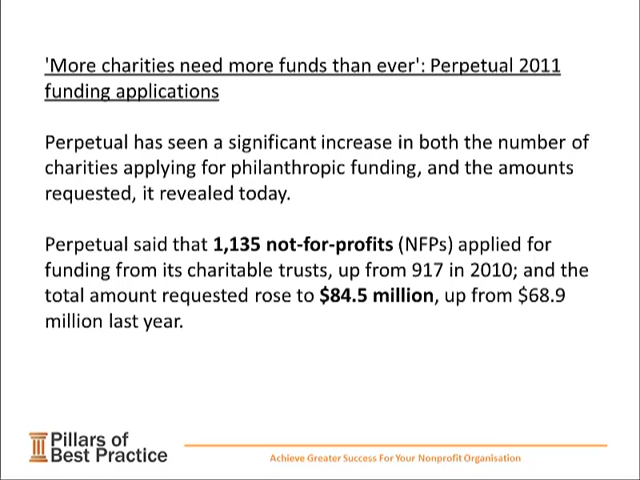 'More charities need more funds than ever': Perpetual 2011
funding applications
Perpetual has seen a significant increase in both the number of
charities applying for philanthropic funding, and the amounts
requested, it revealed today.
Perpetual said that 1,135 not-for-profits (NFPs) applied for
funding from its charitable trusts, up from 917 in 2010; and the
total amount requested rose to $84.5 million, up from $68.9
million last year.
Pillars of
Best Practice
Achieve Greater Success For Your Nonprofit Organisation